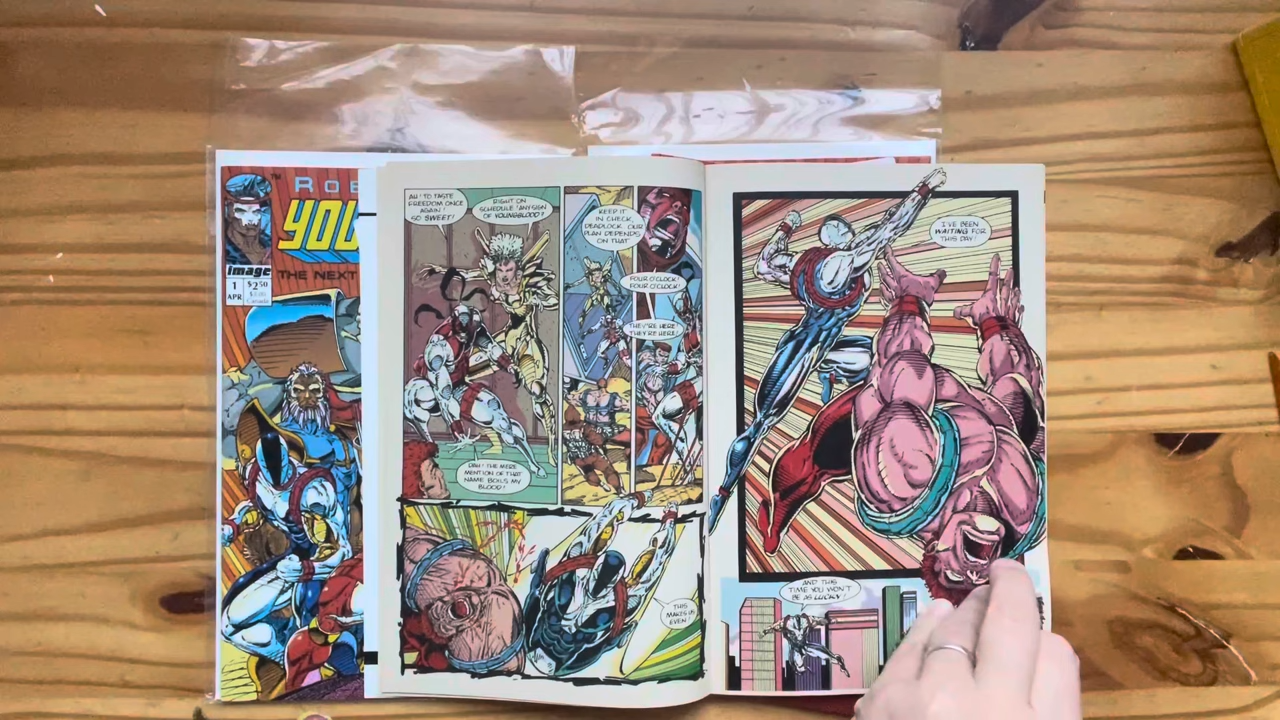 ROB
YOU
image
THE NEXT
1
$2.50
APR
Canada
AH! TO TASTE
FREEDOM ONCE
AGAIN!
SO SWEET!
RIGHT ON
SCHEDULE! ANY SIGN
OF YOUNGBLOOD?
KEEP IT
IN CHECK,
DEADLOCK. OUR
PLAN DEPENDS
ON THAT
FOUR O'CLOCK!
FOUR O'CLOCK!
THEY'RE HERE!
THEY'RE HERE!
BAH! THE MERE
MENTION OF THAT
NAME BOILS MY
BLOOD!
THIS
MAKES US
EVEN!
I'VE BEEN
WAITING FOR
THIS DAY!
AND THIS
TIME YOU WON'T
BE AS LUCKY!